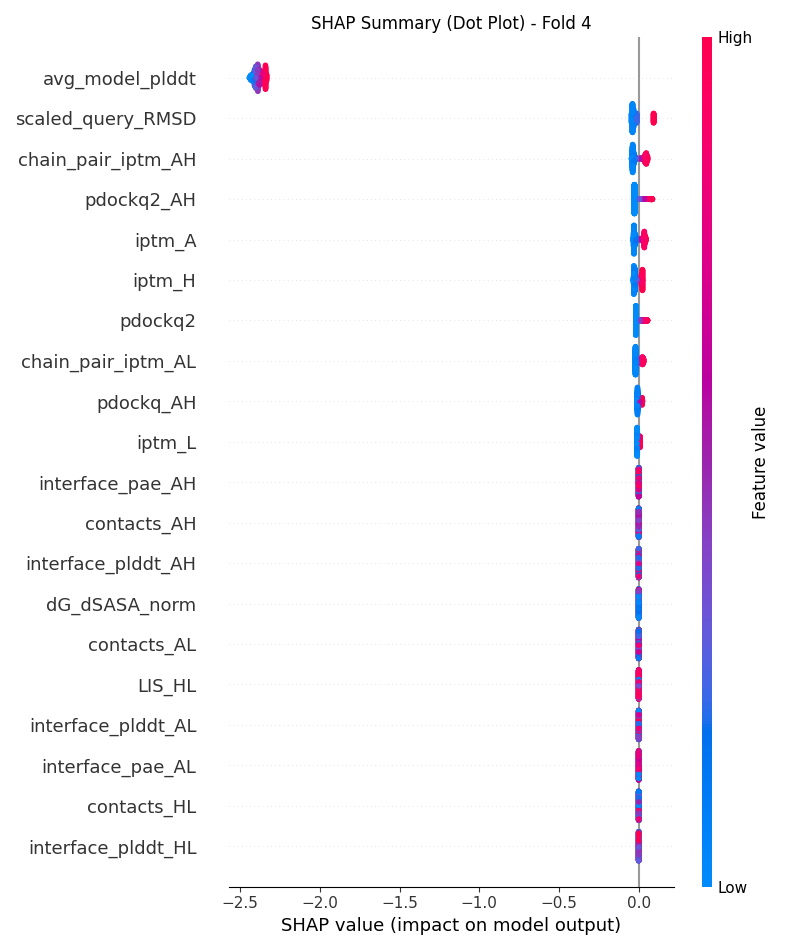 SHAP Summary (Dot Plot) - Fold 4
High
avg_model_plddt
scaled_query_RMSD
chain_pair_iptm_AH
pdockq2_AH
iptm_A
iptm_H
pdockq2
chain_pair_iptm_AL
pdockq_AH
iptm_L
interface_pae_AH
contacts_AH
interface_plddt_AH
dG_dSASA_norm
contacts_AL
LIS_HL
interface_plddt_AL
interface_pae_AL
contacts_HL
interface_plddt_HL
Feature value
Low
−2.5 −2.0 −1.5 −1.0 −0.5 0.0
SHAP value (impact on model output)